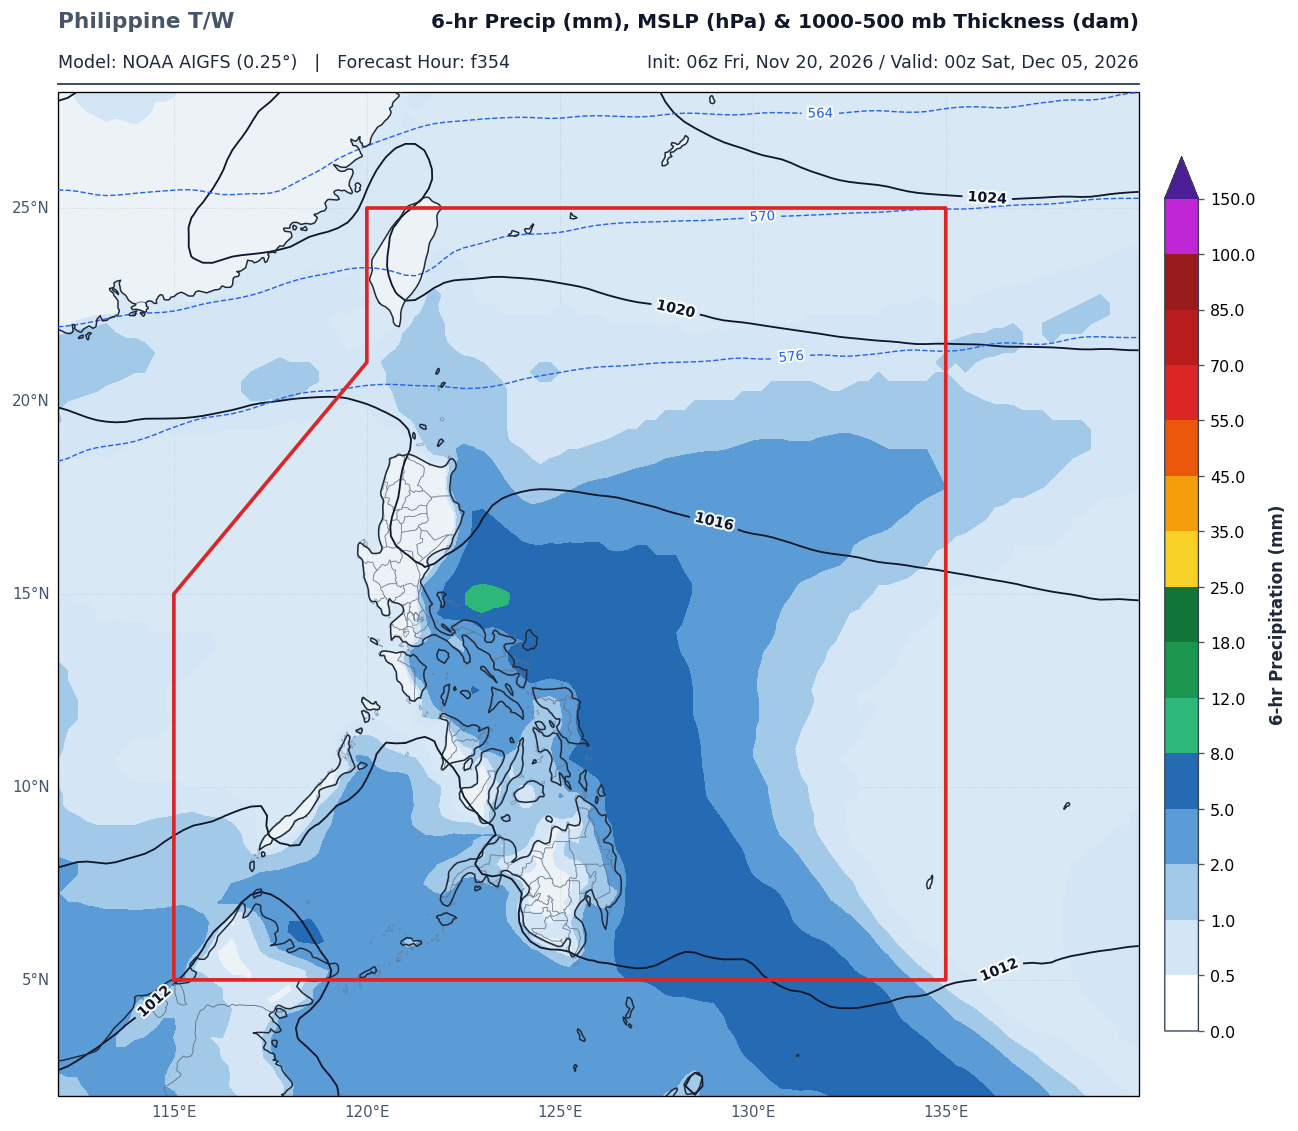 Philippine T/W
6-hr Precip (mm), MSLP (hPa) & 1000-500 mb Thickness (dam)
Model: NOAA AIGFS (0.25°) | Forecast Hour: f354
Init: 06z Fri, Nov 20, 2026 / Valid: 00z Sat, Dec 05, 2026
564
1024
570
1020
576
1016
1012
1012
25°N
20°N
15°N
10°N
5°N
115°E
120°E
125°E
130°E
135°E
150.0
100.0
85.0
70.0
55.0
45.0
35.0
25.0
18.0
12.0
8.0
5.0
2.0
1.0
0.5
0.0
6-hr Precipitation (mm)